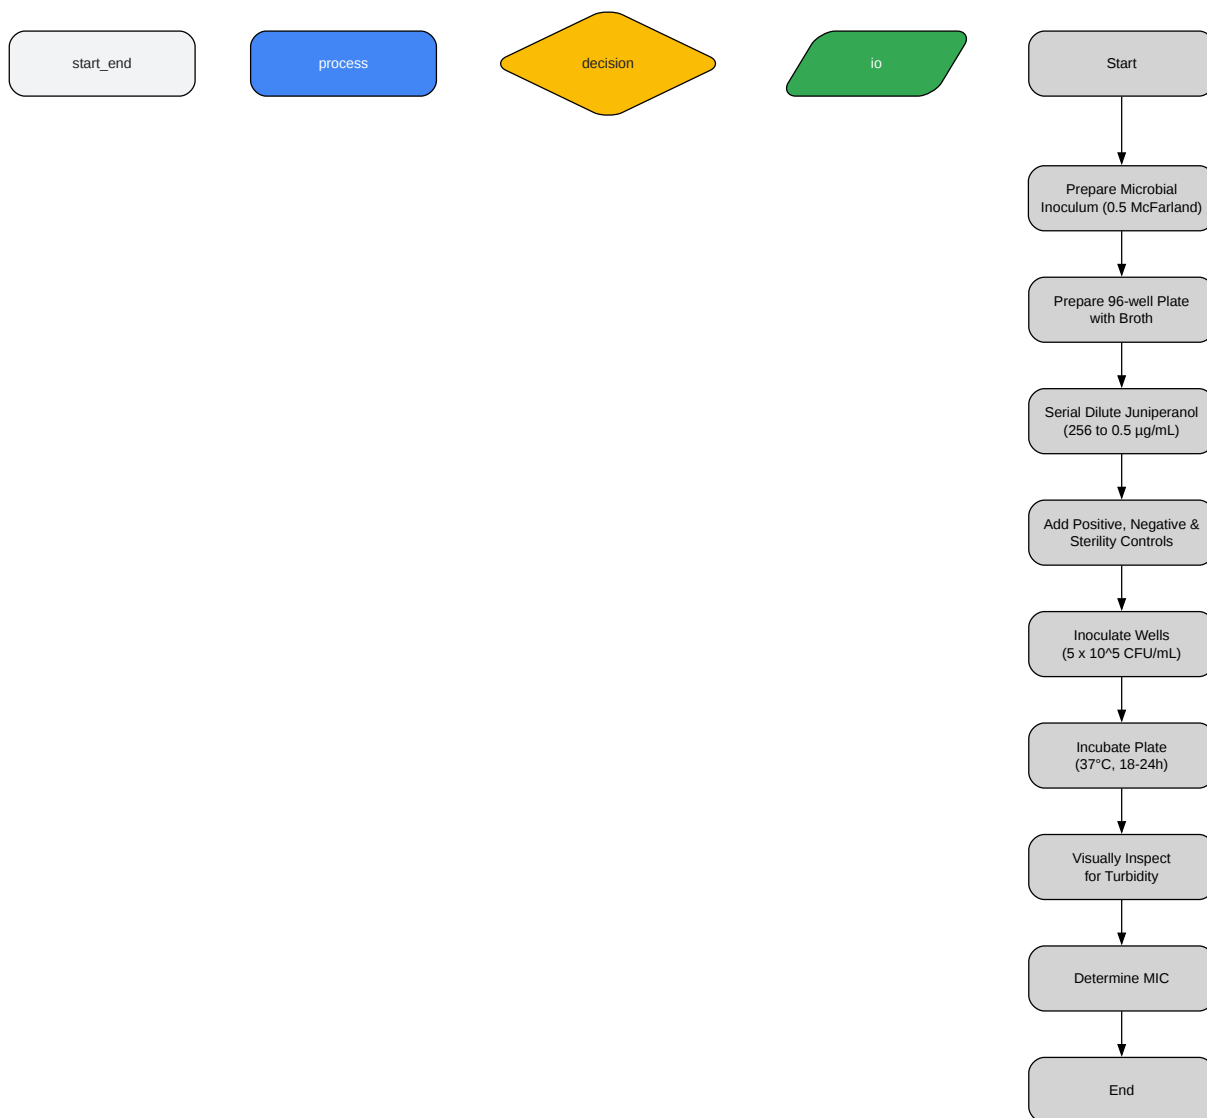 start_end
process
decision
io
Start
Prepare Microbial
Inoculum (0.5 McFarland)
Prepare 96-well Plate
with Broth
Serial Dilute Juniperanol
(256 to 0.5 µg/mL)
Add Positive, Negative &
Sterility Controls
Inoculate Wells
(5 x 10^5 CFU/mL)
Incubate Plate
(37°C, 18-24h)
Visually Inspect
for Turbidity
Determine MIC
End